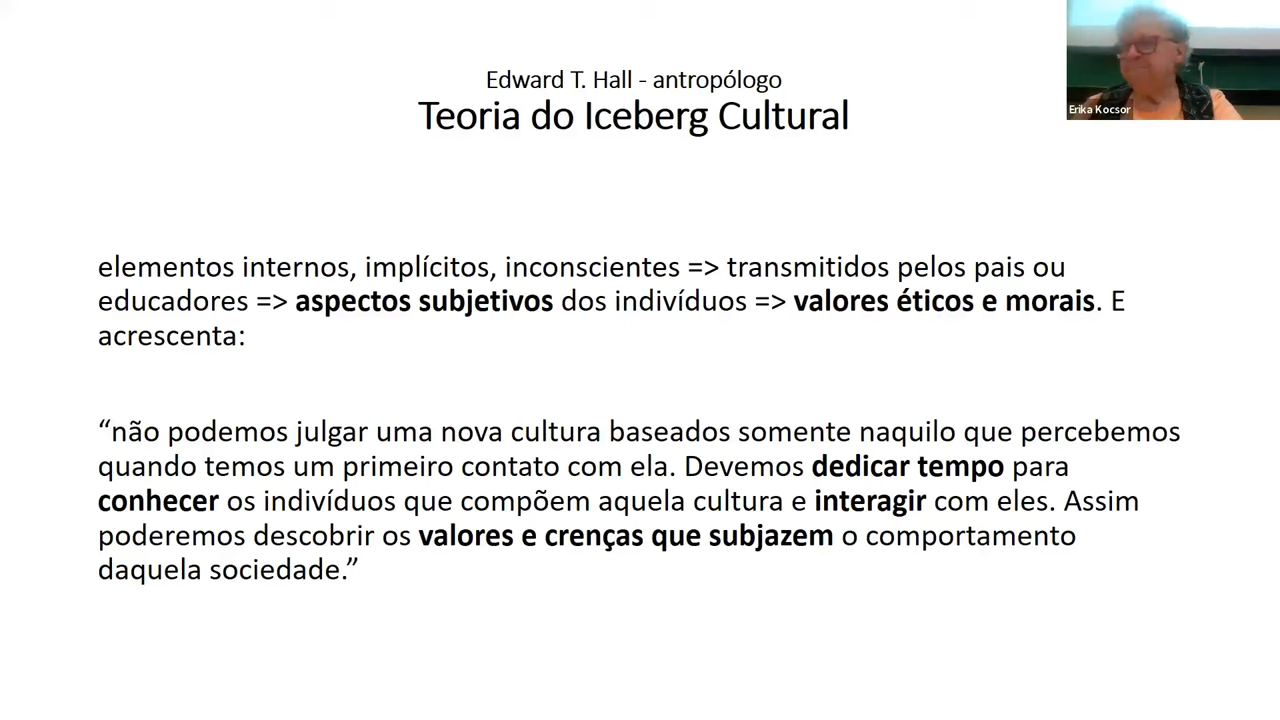 Edward T. Hall - antropólogo
Teoria do Iceberg Cultural
Erika Kocsor
elementos internos, implícitos, inconscientes => transmitidos pelos pais ou
educadores => aspectos subjetivos dos indivíduos => valores éticos e morais. E
acrescenta:
“não podemos julgar uma nova cultura baseados somente naquilo que percebemos
quando temos um primeiro contato com ela. Devemos dedicar tempo para
conhecer os indivíduos que compõem aquela cultura e interagir com eles. Assim
poderemos descobrir os valores e crenças que subjazem o comportamento
daquela sociedade.”